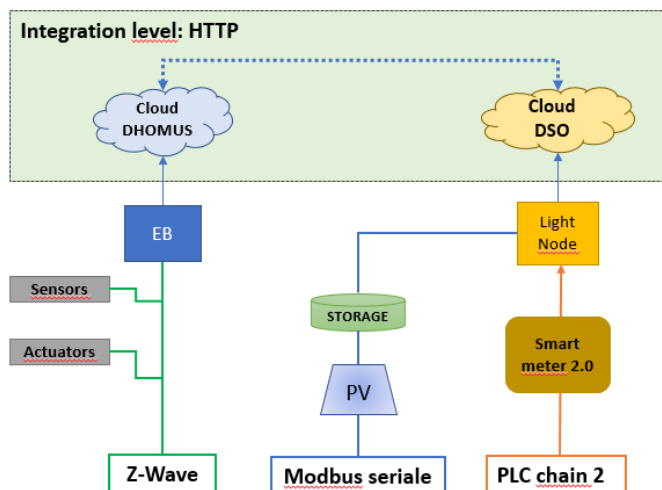 Integration level: HTTP
Cloud
DHOMUS
Cloud
DSO
EB
Light
Node
Sensors
STORAGE
Actuators
Smart
meter 2.0
PV
Z-Wave
Modbus seriale
PLC chain 2